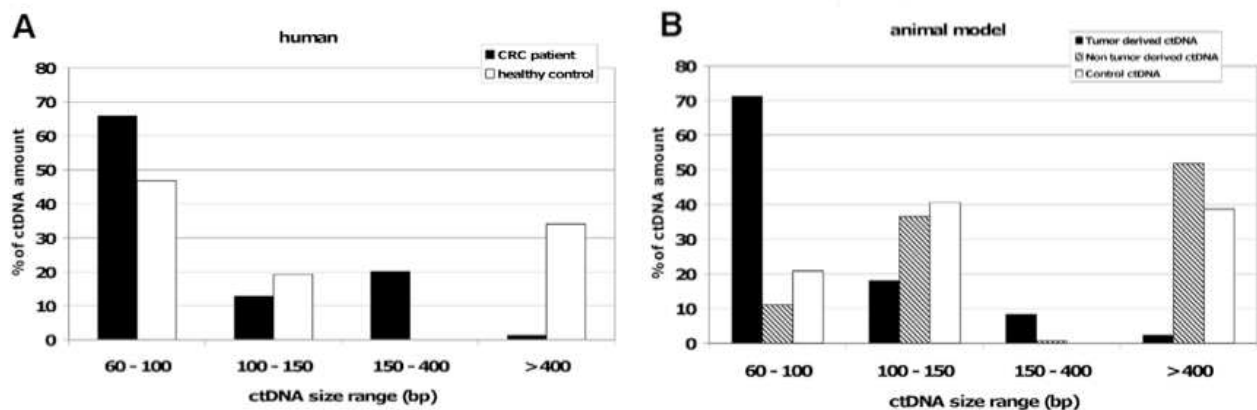 A
human
CRC patient
healthy control
80
70
60
50
40
30
20
10
0
% of ctDNA amount
60 - 100
100 - 150
150 - 400
>400
ctDNA size range (bp)
B
animal model
Tumor derived ctDNA
Non tumor derived ctDNA
Control ctDNA
80
70
60
50
40
30
20
10
0
% of ctDNA amount
60 - 100
100 - 150
150 - 400
>400
ctDNA size range (bp)